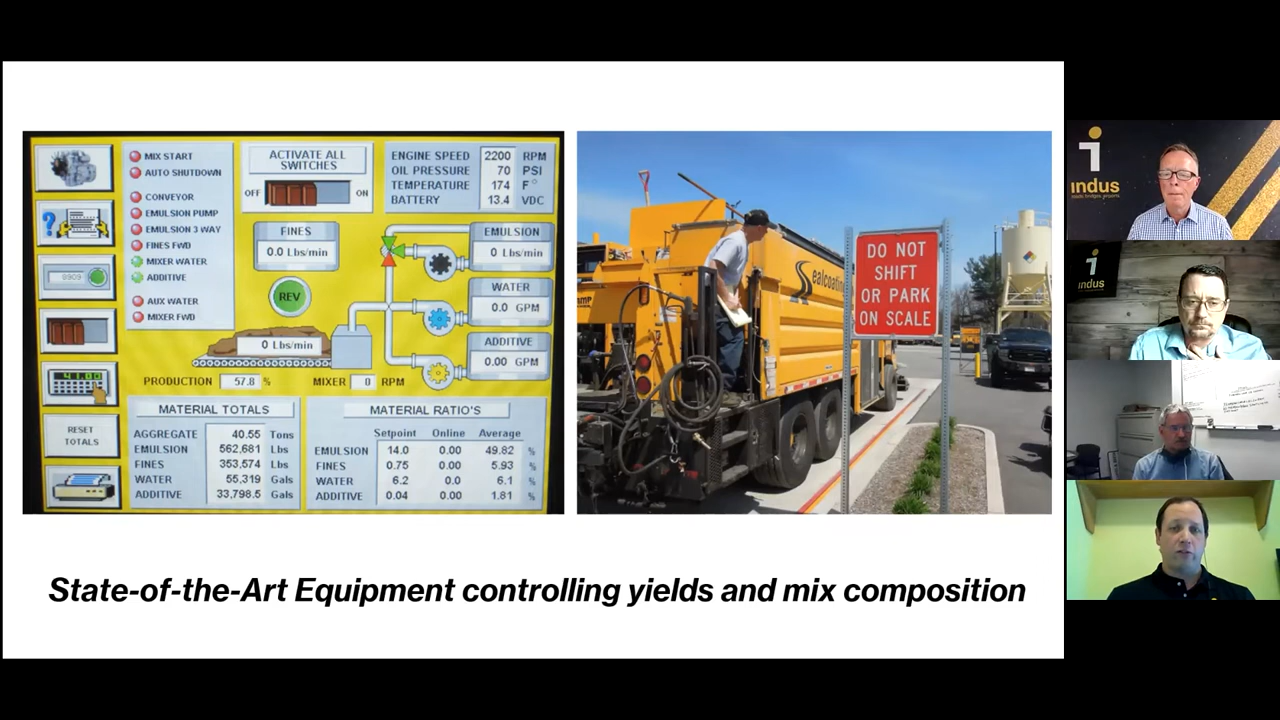 MIX START
AUTO SHUTDOWN
CONVEYOR
EMULSION PUMP
EMULSION 3 WAY
FINES FWD
MIXER WATER
ADDITIVE
AUX WATER
MIXER FWD
ACTIVATE ALL
SWITCHES
OFF ON
ENGINE SPEED 2200 RPM
OIL PRESSURE 70 PSI
TEMPERATURE 174 F°
BATTERY 13.4 VDC
FINES
0.0 Lbs/min
EMULSION
0 Lbs/min
REV
WATER
0.0 GPM
ADDITIVE
0.00 GPM
0 Lbs/min
PRODUCTION 57.8 % MIXER 0 RPM
?
8909
41.00
RESET
TOTALS
MATERIAL TOTALS
AGGREGATE 40.55 Tons
EMULSION 562,681 Lbs
FINES 353,574 Lbs
WATER 55,319 Gals
ADDITIVE 33,798.5 Gals
MATERIAL RATIO'S
Setpoint Online Average
EMULSION 14.0 0.00 49.82 %
FINES 0.75 0.00 5.93 %
WATER 6.2 0.0 6.1 %
ADDITIVE 0.04 0.00 1.81 %
ealcoating
DO NOT
SHIFT
OR PARK
ON SCALE
State-of-the-Art Equipment controlling yields and mix composition
indus
indus